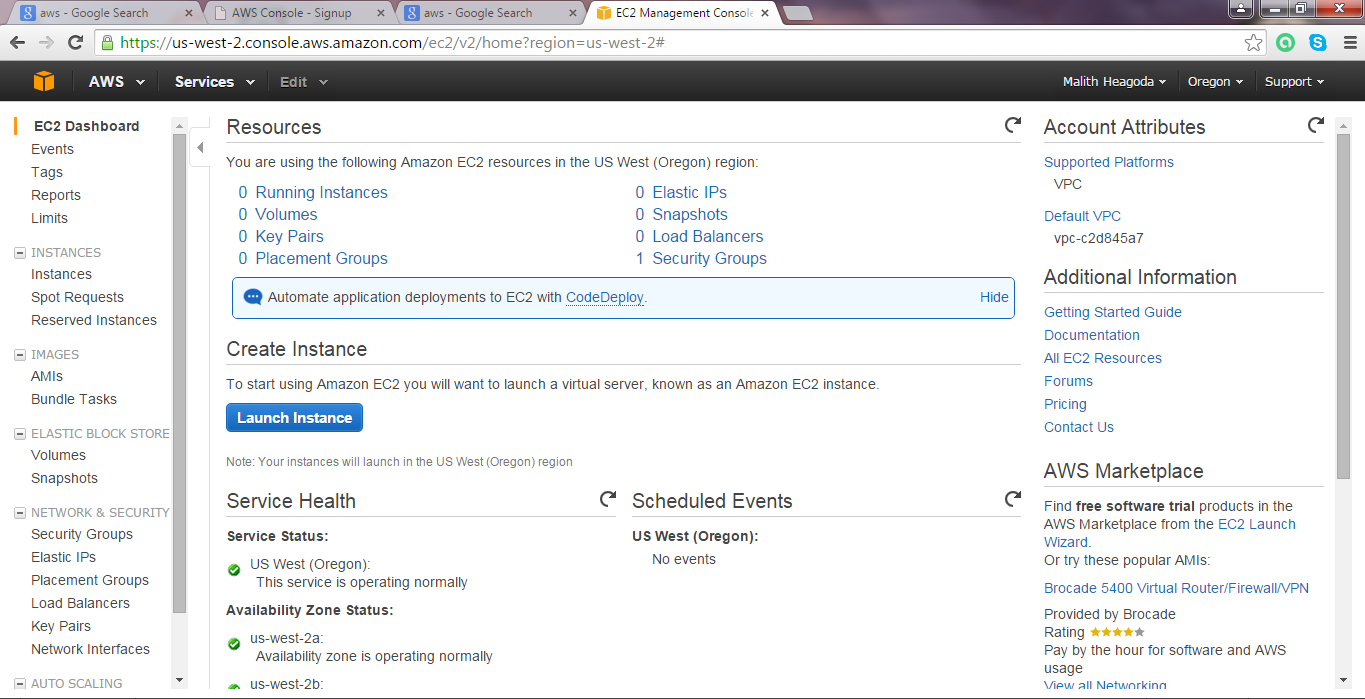 aws - Google Search
AWS Console - Signup
aws - Google Search
EC2 Management Console
https://us-west-2.console.aws.amazon.com/ec2/v2/home?region=us-west-2#
AWS Services Edit Malith Heagoda Oregon Support
EC2 Dashboard
Events
Tags
Reports
Limits
INSTANCES
Instances
Spot Requests
Reserved Instances
IMAGES
AMIs
Bundle Tasks
ELASTIC BLOCK STORE
Volumes
Snapshots
NETWORK & SECURITY
Security Groups
Elastic IPs
Placement Groups
Load Balancers
Key Pairs
Network Interfaces
AUTO SCALING
Resources
You are using the following Amazon EC2 resources in the US West (Oregon) region:
0 Running Instances
0 Volumes
0 Key Pairs
0 Placement Groups
0 Elastic IPs
0 Snapshots
0 Load Balancers
1 Security Groups
Automate application deployments to EC2 with CodeDeploy. Hide
Create Instance
To start using Amazon EC2 you will want to launch a virtual server, known as an Amazon EC2 instance.
Launch Instance
Note: Your instances will launch in the US West (Oregon) region
Service Health
Service Status:
US West (Oregon):
This service is operating normally
Availability Zone Status:
us-west-2a:
Availability zone is operating normally
us-west-2b:
Scheduled Events
US West (Oregon):
No events
Account Attributes
Supported Platforms
VPC
Default VPC
vpc-c2d845a7
Additional Information
Getting Started Guide
Documentation
All EC2 Resources
Forums
Pricing
Contact Us
AWS Marketplace
Find free software trial products in the
AWS Marketplace from the EC2 Launch
Wizard.
Or try these popular AMIs:
Brocade 5400 Virtual Router/Firewall/VPN
Provided by Brocade
Rating
Pay by the hour for software and AWS
usage
View all Networking